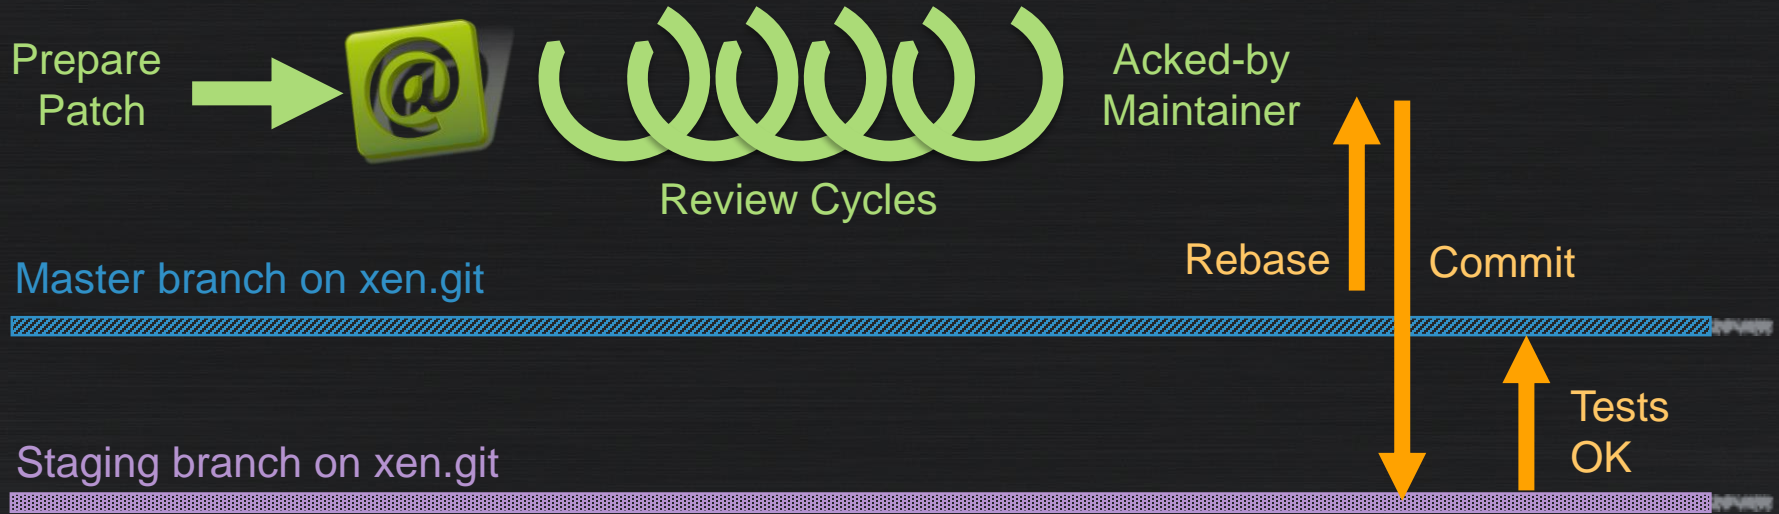 Prepare
Patch
@
Acked-by
Maintainer
Review Cycles
Rebase
Commit
Master branch on xen.git
Tests
OK
Staging branch on xen.git